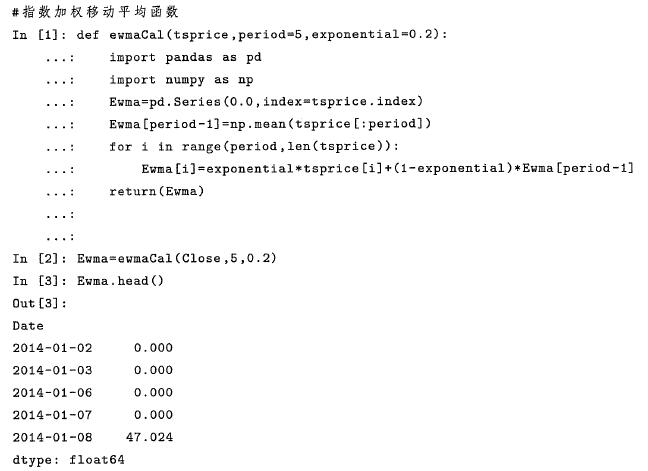 #指数加权移动平均函数
In [1]: def ewmaCal(tsprice,period=5,exponential=0.2):
   ...:     import pandas as pd
   ...:     import numpy as np
   ...:     Ewma=pd.Series(0.0,index=tsprice.index)
   ...:     Ewma[period-1]=np.mean(tsprice[:period])
   ...:     for i in range(period,len(tsprice)):
   ...:         Ewma[i]=exponential*tsprice[i]+(1-exponential)*Ewma[period-1]
   ...:     return(Ewma)
   ...:
   ...:
In [2]: Ewma=ewmaCal(Close,5,0.2)
In [3]: Ewma.head()
Out[3]:
Date
2014-01-02     0.000
2014-01-03     0.000
2014-01-06     0.000
2014-01-07     0.000
2014-01-08    47.024
dtype: float64